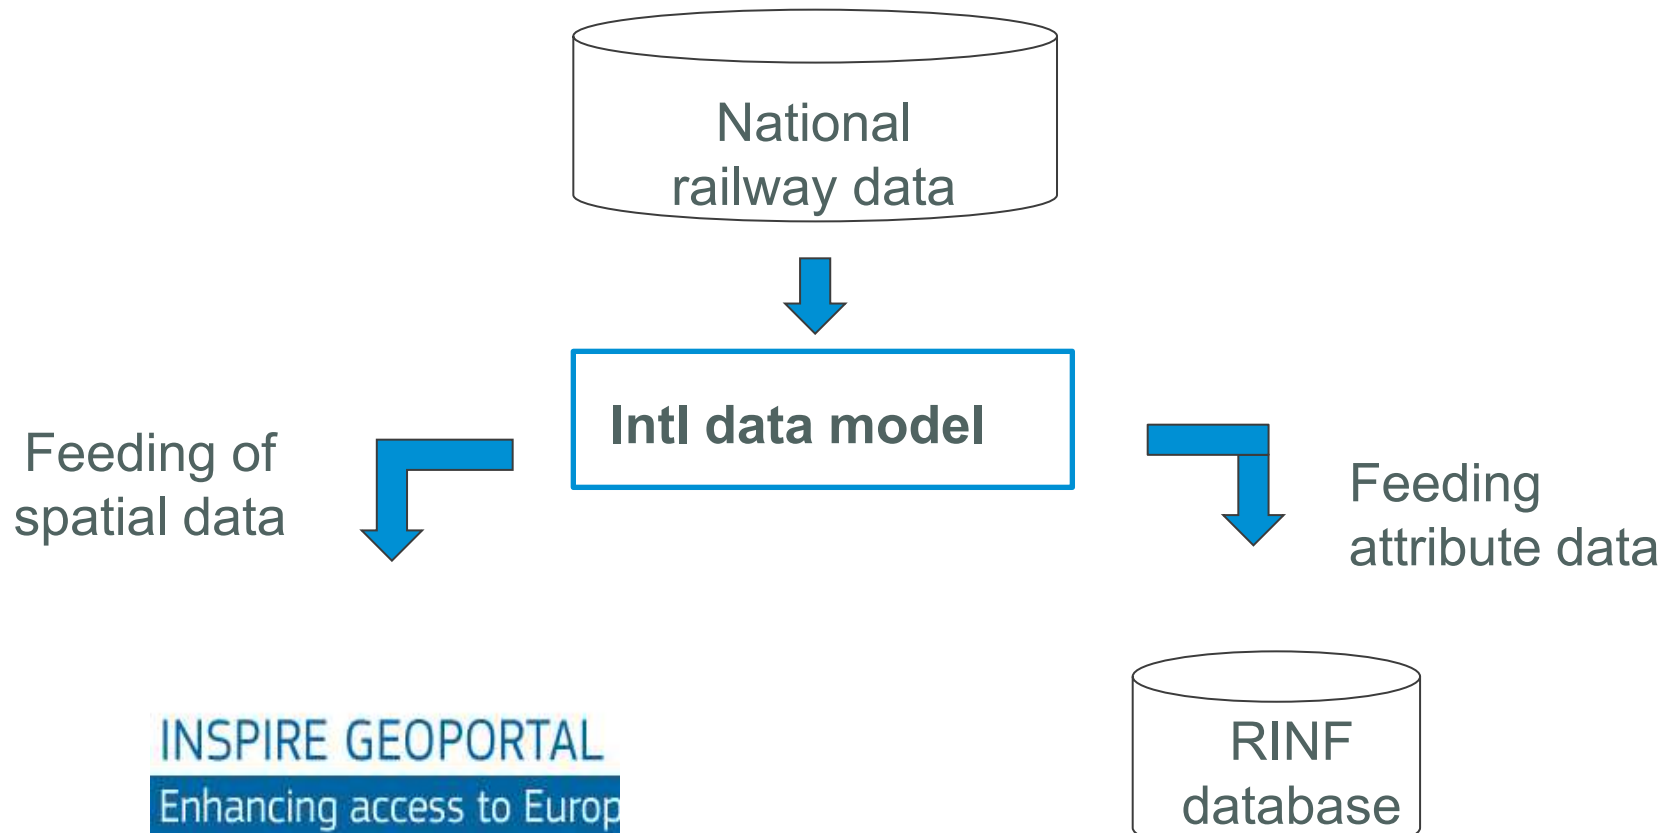 National
railway data
Intl data model
Feeding of
spatial data
Feeding
attribute data
INSPIRE GEOPORTAL
Enhancing access to Europ
RINF
database